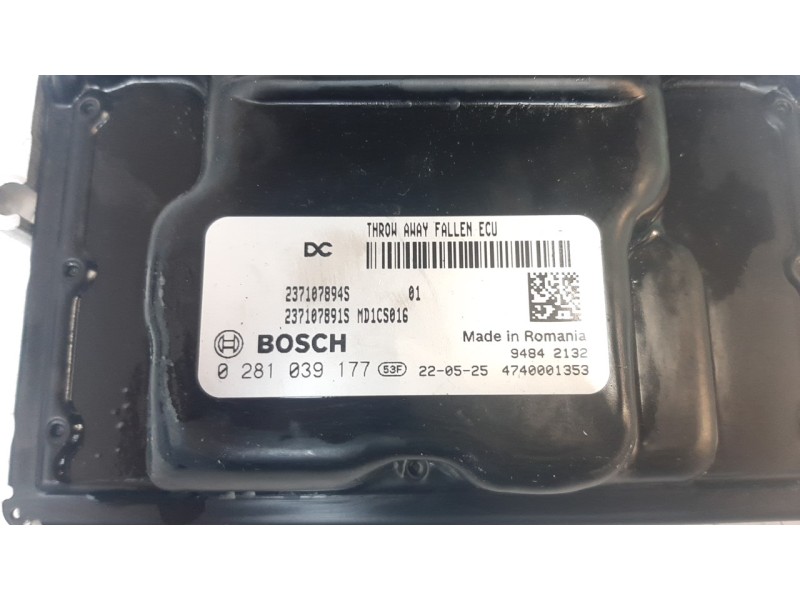 THROW AWAY FALLEN ECU
DC
237107894S 01
237107891S MD1CS016
BOSCH
Made in Romania
9484 2132
0 281 039 177 53F 22-05-25 4740001353